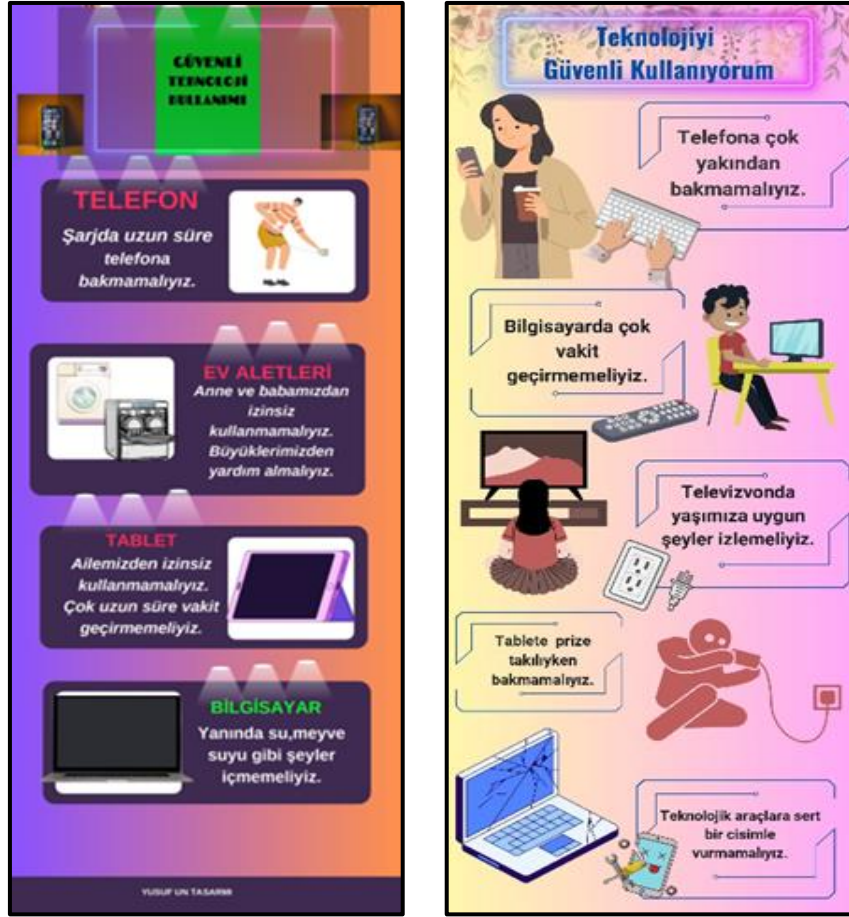 GÜVENLİ
TEKNOLOJİ
KULLANIMI
TELEFON
Şarjda uzun süre
telefona
bakmamalıyız.
EV ALETLERİ
Anne ve babamızdan
izinsiz
kullanmamalıyız.
Büyüklerimizden
yardım almalıyız.
TABLET
Ailemizden izinsiz
kullanmamalıyız.
Çok uzun süre vakit
geçirmemeliyiz.
BİLGİSAYAR
Yanında su,meyve
suyu gibi şeyler
içmemeliyiz.
YUSUF UN TASARMI
Teknolojiyi
Güvenli Kullanıyorum
Telefona çok
yakından
bakmamalıyız.
Bilgisayarda çok
vakit
geçirmemeliyiz.
Televizvonda
yaşımıza uygun
şeyler izlemeliyiz.
Tablete prize
takılıyken
bakmamalıyız.
Teknolojik araçlara sert
bir cisimle
vurmamalıyız.